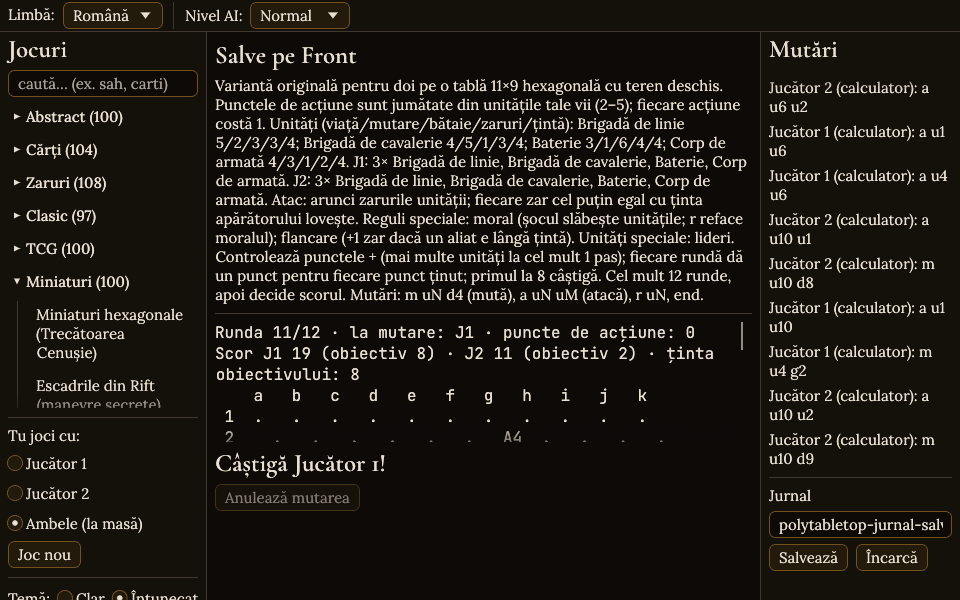 Limbă: Română ▼ Nivel AI: Normal ▼
Jocuri
caută... (ex. sah, carti)
▸ Abstract (100)
▸ Cărți (104)
▸ Zaruri (108)
▸ Clasic (97)
▸ TCG (100)
▾ Miniaturi (100)
Miniaturi hexagonale
(Trecătoarea
Cenușie)
Escadrile din Rift
(manevre secrete)
Tu joci cu:
Jucător 1
Jucător 2
Ambele (la masă)
Joc nou
Temă: Clar Întunecat
Salve pe Front
Variantă originală pentru doi pe o tablă 11×9 hexagonală cu teren deschis.
Punctele de acțiune sunt jumătate din unitățile tale vii (2–5); fiecare acțiune
costă 1. Unități (viață/mutare/bătaie/zaruri/țintă): Brigadă de linie
5/2/3/3/4; Brigadă de cavalerie 4/5/1/3/4; Baterie 3/1/6/4/4; Corp de
armată 4/3/1/2/4. J1: 3× Brigadă de linie, Brigadă de cavalerie, Baterie, Corp
de armată. J2: 3× Brigadă de linie, Brigadă de cavalerie, Baterie, Corp de
armată. Atac: arunci zarurile unității; fiecare zar cel puțin egal cu ținta
apărătorului lovește. Reguli speciale: moral (șocul slăbește unitățile; r reface
moralul); flancare (+1 zar dacă un aliat e lângă țintă). Unități speciale: lideri.
Controlează punctele + (mai multe unități la cel mult 1 pas); fiecare rundă dă
un punct pentru fiecare punct ținut; primul la 8 câștigă. Cel mult 12 runde,
apoi decide scorul. Mutări: m uN d4 (mută), a uN uM (atacă), r uN, end.
Runda 11/12 · la mutare: J1 · puncte de acțiune: 0
Scor J1 19 (obiectiv 8) · J2 11 (obiectiv 2) · ținta
obiectivului: 8
a b c d e f g h i j k
1 . . . . . . . . . . .
2 . . . . . . A4 . . . .
Câștigă Jucător 1!
Anulează mutarea
Mutări
Jucător 2 (calculator): a
u6 u2
Jucător 1 (calculator): a u1
u6
Jucător 1 (calculator): a u4
u6
Jucător 2 (calculator): a
u10 u1
Jucător 2 (calculator): m
u10 d8
Jucător 1 (calculator): a u1
u10
Jucător 1 (calculator): m
u4 g2
Jucător 2 (calculator): a
u10 u2
Jucător 2 (calculator): m
u10 d9
Jurnal
polytabletop-jurnal-salv
Salvează Încarcă